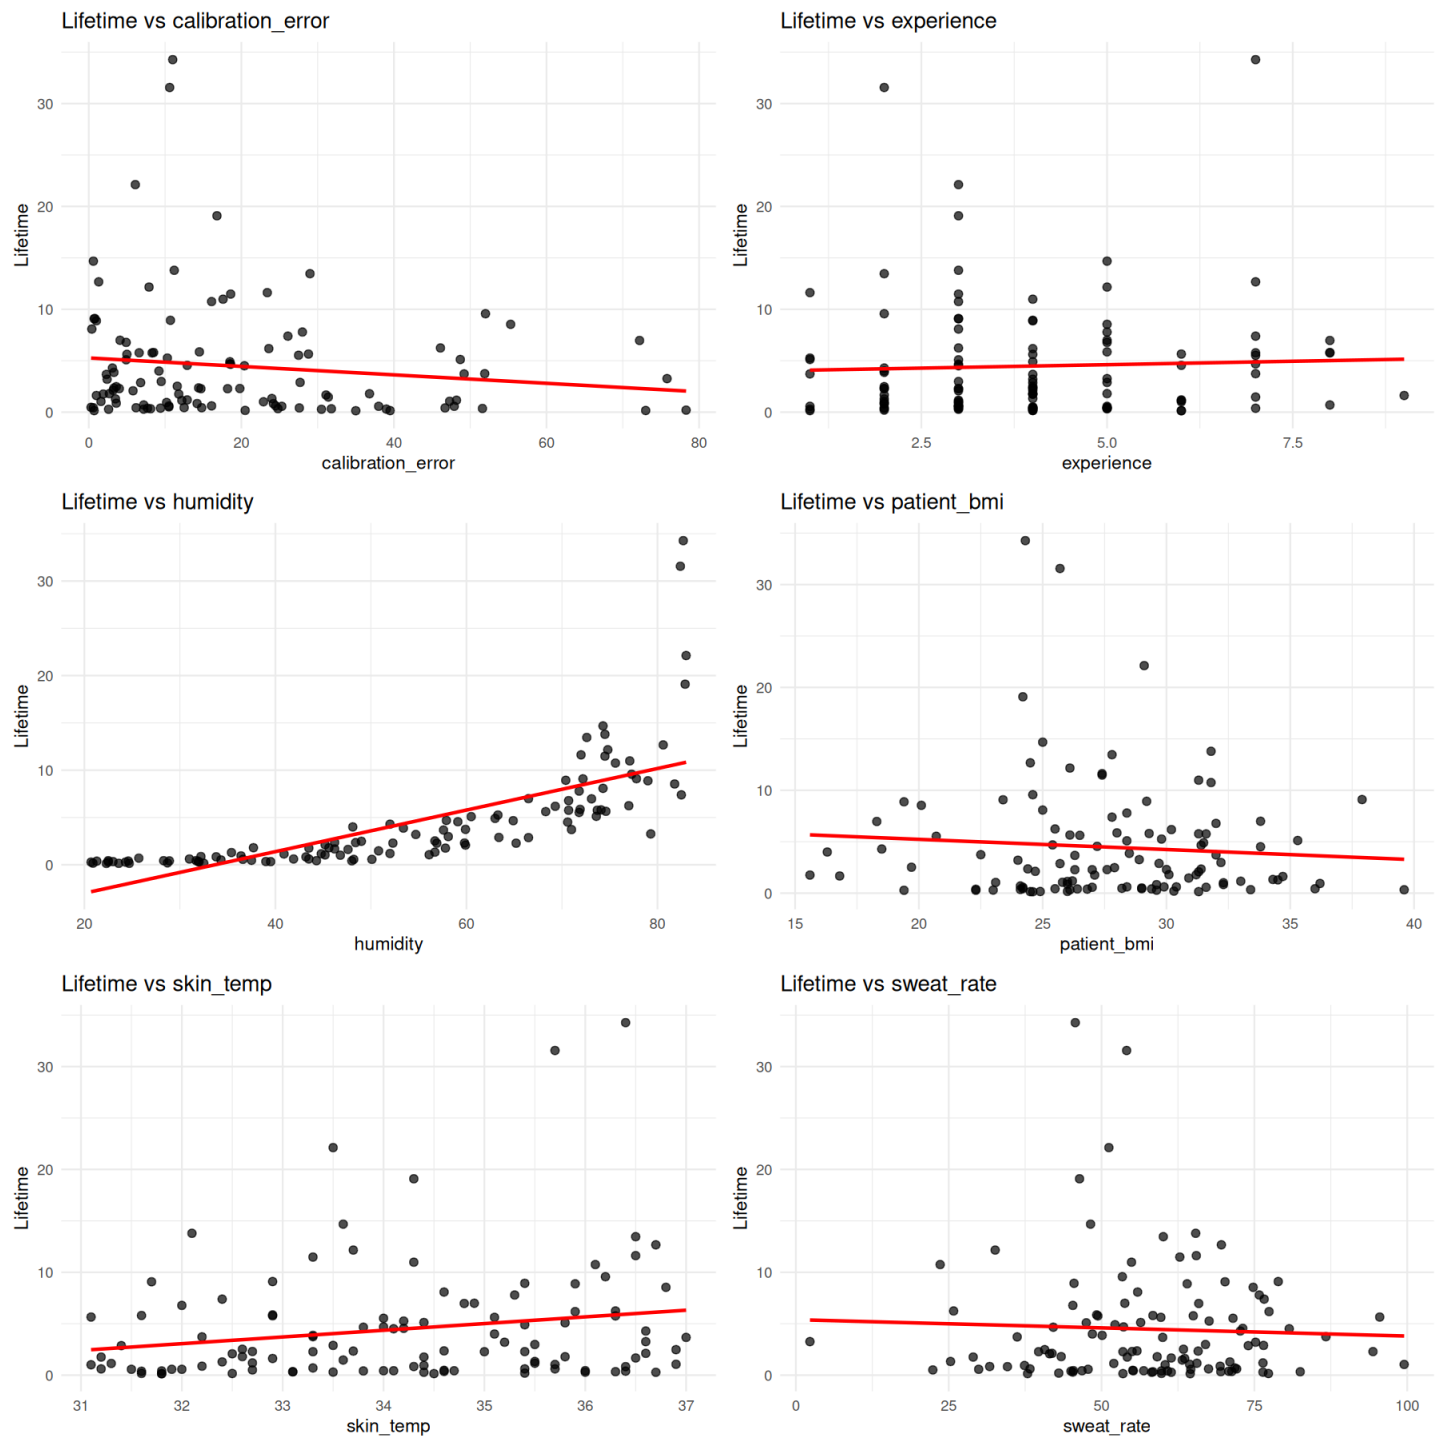 Lifetime vs calibration_error
Lifetime
30
20
10
0
0 20 40 60 80
calibration_error
Lifetime vs experience
Lifetime
30
20
10
0
2.5 5.0 7.5
experience
Lifetime vs humidity
Lifetime
30
20
10
0
20 40 60 80
humidity
Lifetime vs patient_bmi
Lifetime
30
20
10
0
15 20 25 30 35 40
patient_bmi
Lifetime vs skin_temp
Lifetime
30
20
10
0
31 32 33 34 35 36 37
skin_temp
Lifetime vs sweat_rate
Lifetime
30
20
10
0
0 25 50 75 100
sweat_rate